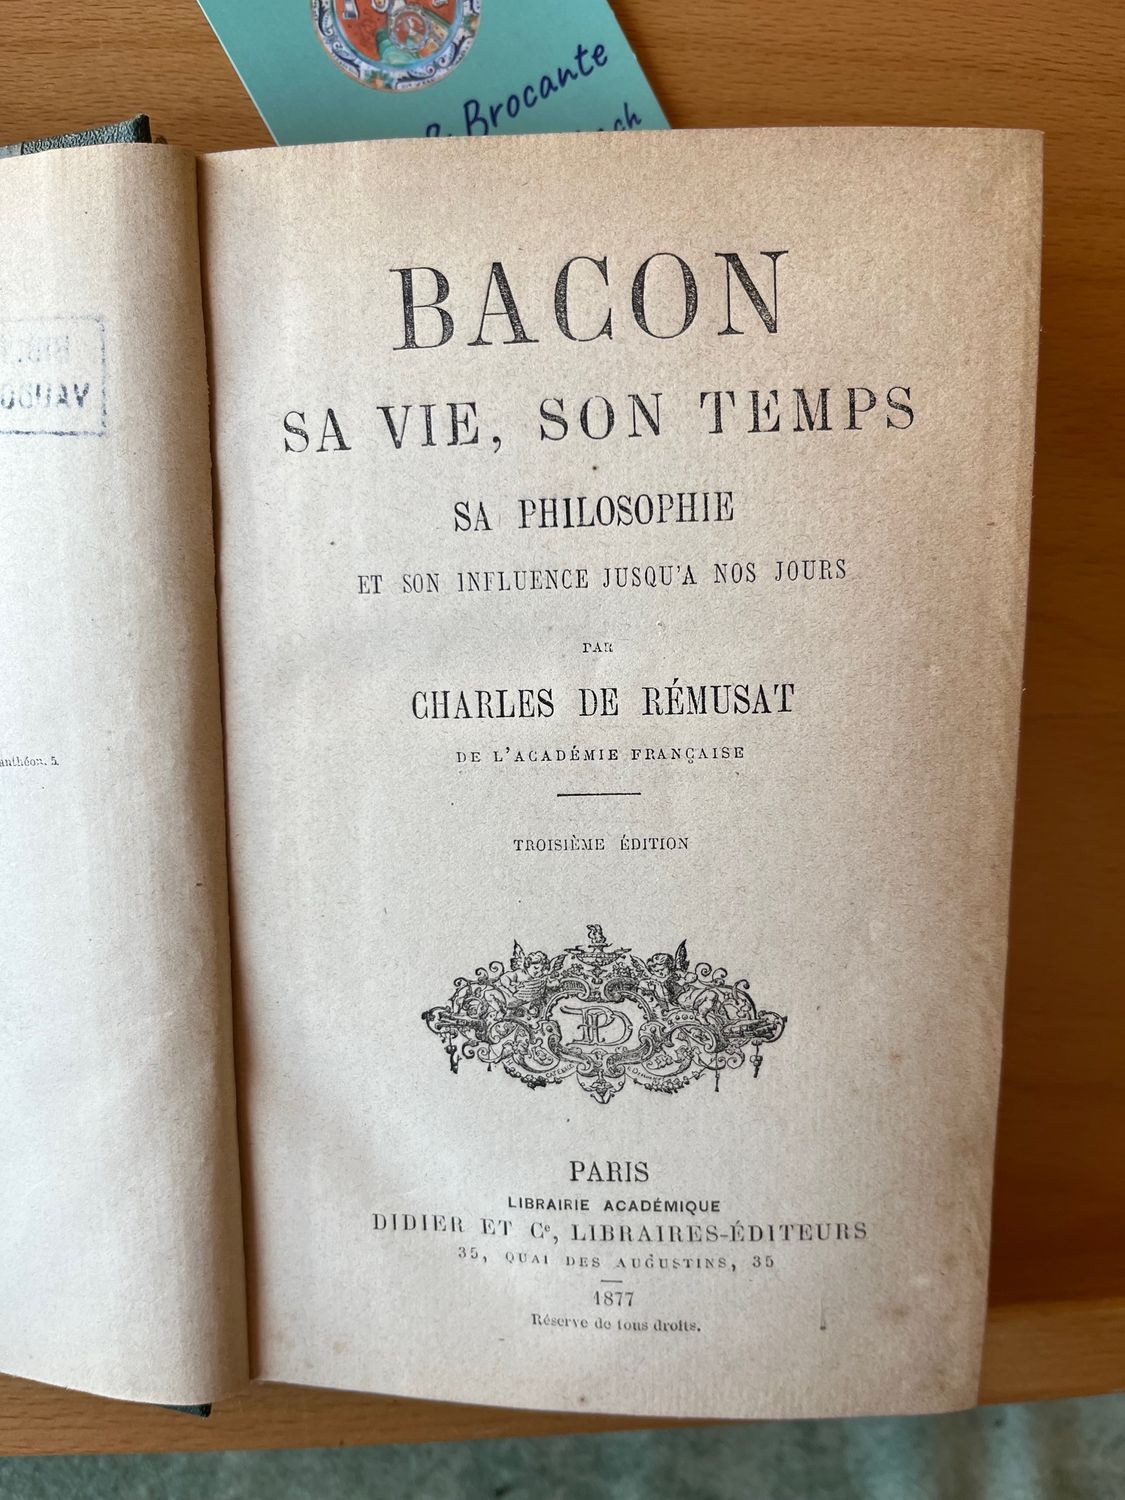 & Brocante
BACON
SA VIE, SON TEMPS
SA PHILOSOPHIE
ET SON INFLUENCE JUSQU'A NOS JOURS
PAR
CHARLES DE RÉMUSAT
DE L'ACADÉMIE FRANÇAISE
TROISIÈME ÉDITION
PARIS
LIBRAIRIE ACADÉMIQUE
DIDIER ET Cᵉ, LIBRAIRES-ÉDITEURS
35, QUAI DES AUGUSTINS, 35
1877
Réserve de tous droits.
anthéon, 5.